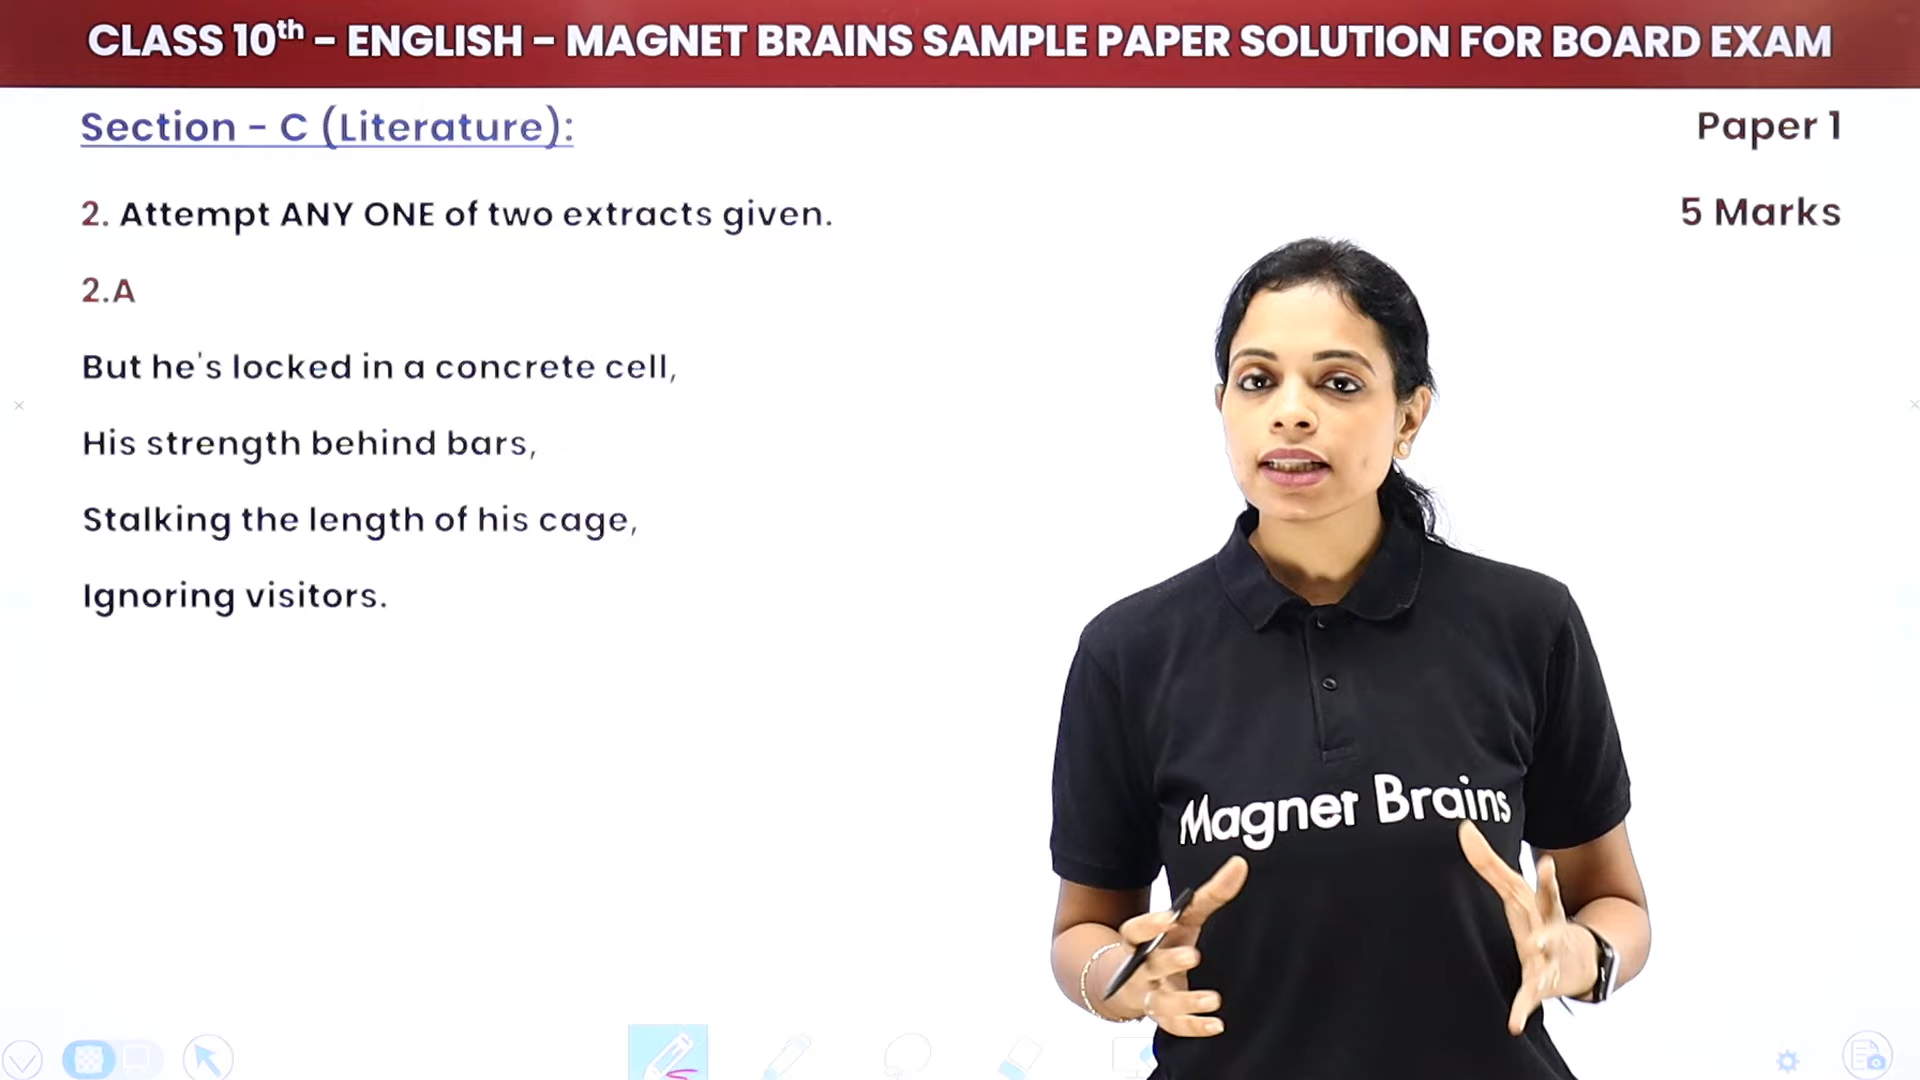 CLASS 10th - ENGLISH - MAGNET BRAINS SAMPLE PAPER SOLUTION FOR BOARD EXAM
Section - C (Literature):
Paper 1
2. Attempt ANY ONE of two extracts given.
5 Marks
2.A
But he's locked in a concrete cell,
His strength behind bars,
Stalking the length of his cage,
Ignoring visitors.
Magnet Brains